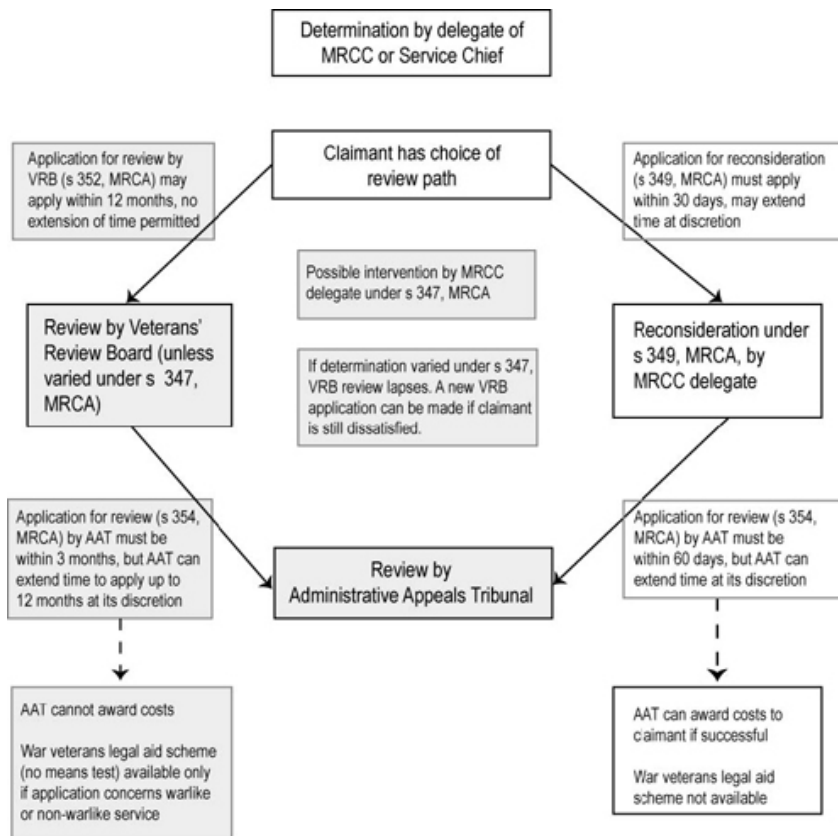 Determination by delegate of
MRCC or Service Chief
Application for review by
VRB (s 352, MRCA) may
apply within 12 months, no
extension of time permitted
Claimant has choice of
review path
Application for reconsideration
(s 349, MRCA) must apply
within 30 days, may extend
time at discretion
Possible intervention by MRCC
delegate under s 347, MRCA
Review by Veterans’
Review Board (unless
varied under s 347,
MRCA)
If determination varied under s 347,
VRB review lapses. A new VRB
application can be made if claimant
is still dissatisfied.
Reconsideration under
s 349, MRCA, by
MRCC delegate
Application for review (s 354,
MRCA) by AAT must be
within 3 months, but AAT can
extend time to apply up to
12 months at its discretion
Review by
Administrative Appeals Tribunal
Application for review (s 354,
MRCA) by AAT must be
within 60 days, but AAT can
extend time at its discretion
AAT cannot award costs
War veterans legal aid scheme
(no means test) available only
if application concerns warlike
or non-warlike service
AAT can award costs to
claimant if successful
War veterans legal aid
scheme not available